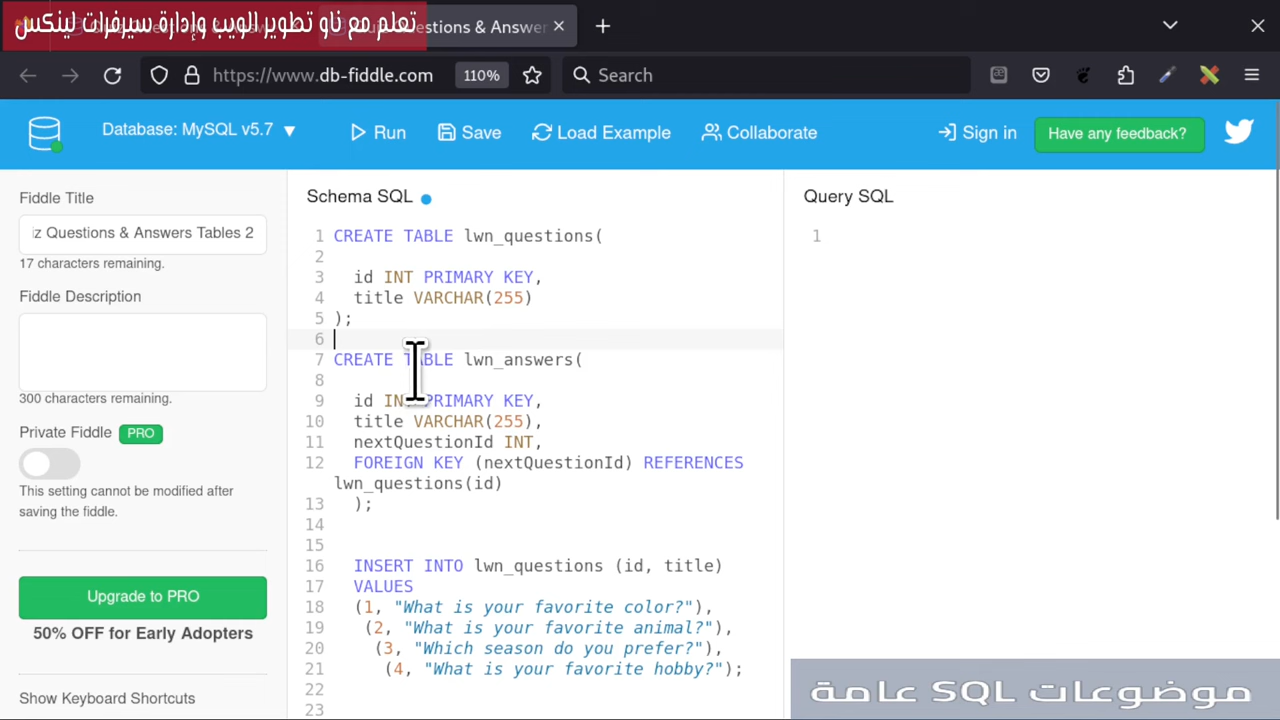 تعلم مع ناو تطوير الويب وإدارة سيرفرات لينكس
Questions & Answer
https://www.db-fiddle.com
110%
Search
Database: MySQL v5.7
Run
Save
Load Example
Collaborate
Sign in
Have any feedback?
Fiddle Title
iz Questions & Answers Tables 2
17 characters remaining.
Fiddle Description
300 characters remaining.
Private Fiddle PRO
This setting cannot be modified after
saving the fiddle.
Upgrade to PRO
50% OFF for Early Adopters
Show Keyboard Shortcuts
Schema SQL
1 CREATE TABLE lwn_questions(
2
3 id INT PRIMARY KEY,
4 title VARCHAR(255)
5 );
6
7 CREATE TABLE lwn_answers(
8
9 id INT PRIMARY KEY,
10 title VARCHAR(255),
11 nextQuestionId INT,
12 FOREIGN KEY (nextQuestionId) REFERENCES
lwn_questions(id)
13 );
14
15
16 INSERT INTO lwn_questions (id, title)
17 VALUES
18 (1, "What is your favorite color?"),
19 (2, "What is your favorite animal?"),
20 (3, "Which season do you prefer?"),
21 (4, "What is your favorite hobby?");
22
23
Query SQL
1
موضوعات SQL عامة